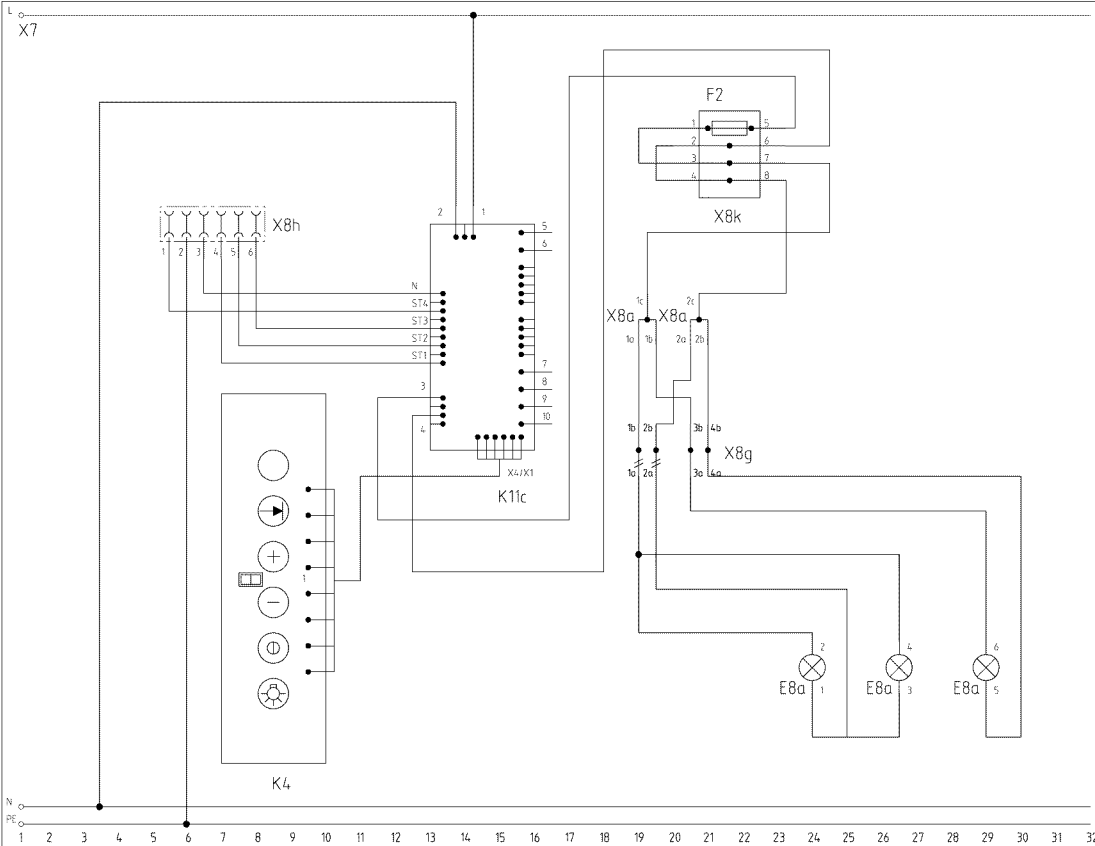 L
X7
F2
1 5
2 6
3 7
4 8
X8k
2 1
X8h
5
6
1 2 3 4 5 6
N
ST4
ST3
ST2
ST1
1c 2c
X8a X8a
1a 1b 2a 2b
7
8
9
10
3
4
1b 2b 3b 4b
X8g
1a 2a 3a 4a
X4/X1
K11c
1
2 4 6
E8a 1 E8a 3 E8a 5
K4
N
PE
1 2 3 4 5 6 7 8 9 10 11 12 13 14 15 16 17 18 19 20 21 22 23 24 25 26 27 28 29 30 31 32